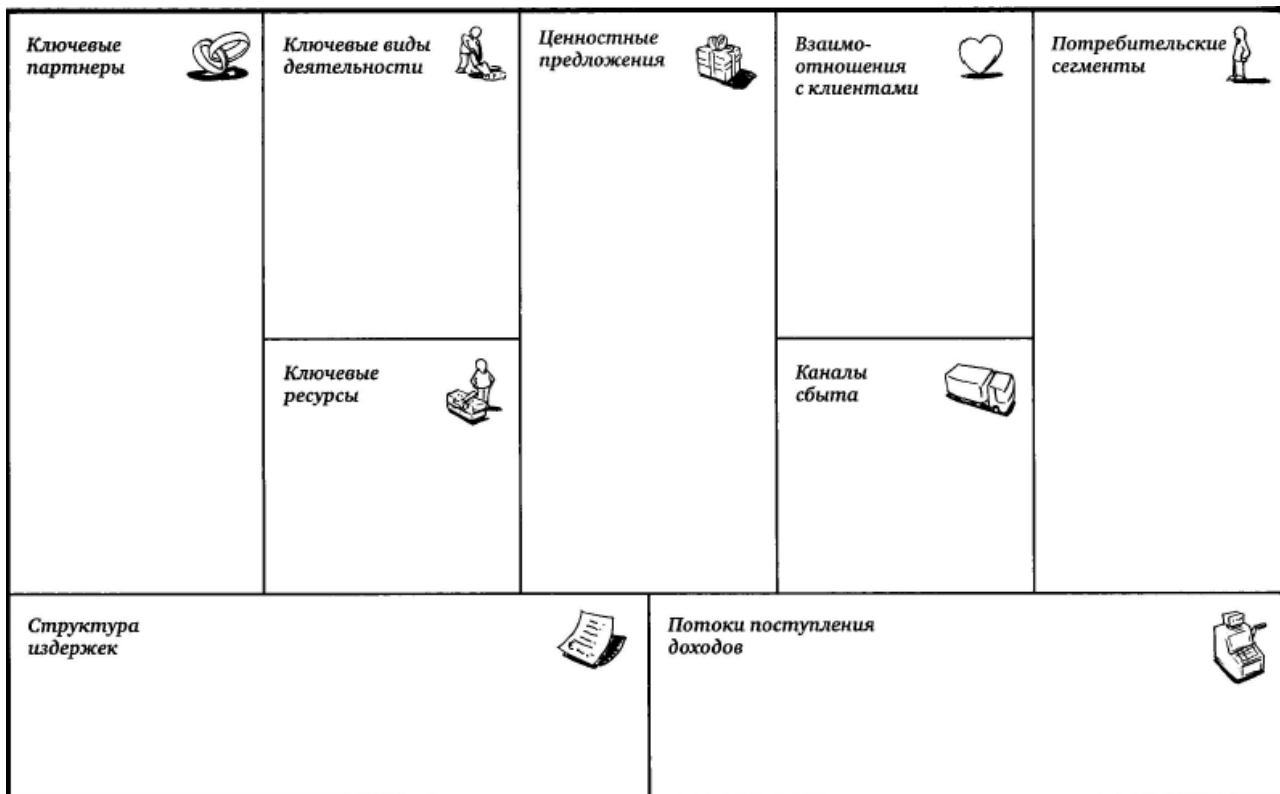 Ключевые
партнеры
Ключевые виды
деятельности
Ключевые
ресурсы
Ценностные
предложения
Взаимо-
отношения
с клиентами
Каналы
сбыта
Потребительские
сегменты
Структура
издержек
Потоки поступления
доходов